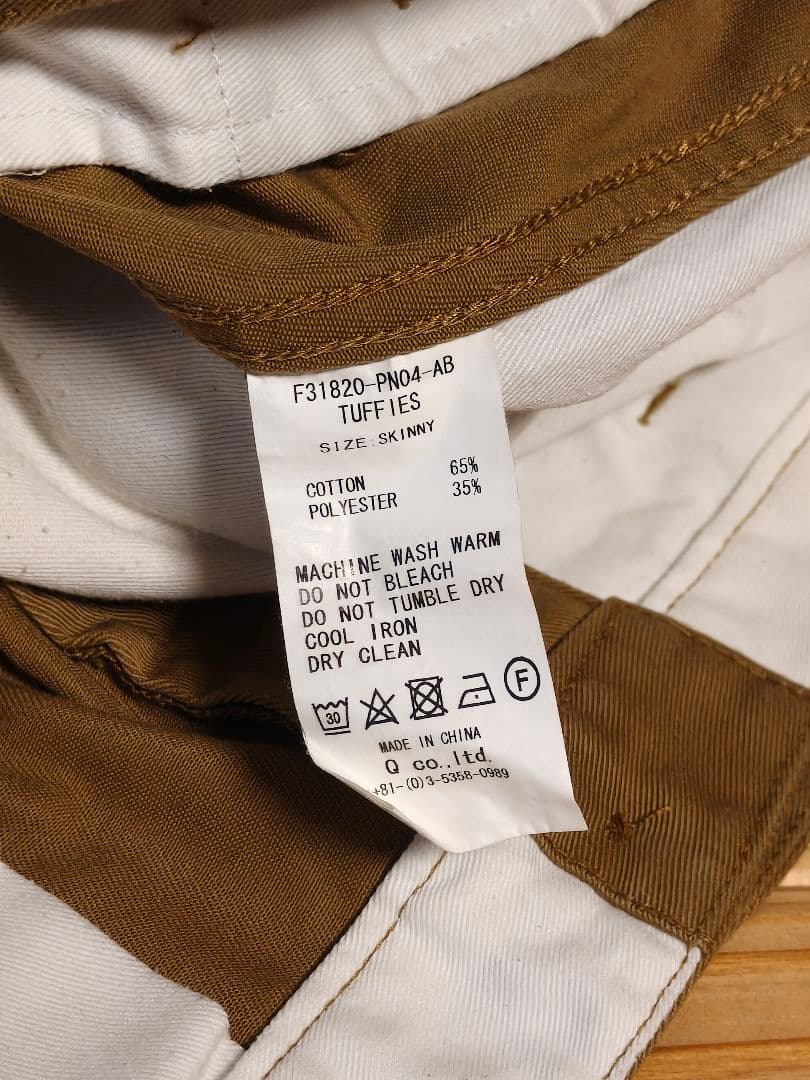 F31820-PN04-AB
TUFFIES
SIZE:SKINNY
COTTON 65%
POLYESTER 35%
MACHINE WASH WARM
DO NOT BLEACH
DO NOT TUMBLE DRY
COOL IRON
DRY CLEAN
30 F
MADE IN CHINA
Q co.,ltd.
+81-(0)3-5358-0989